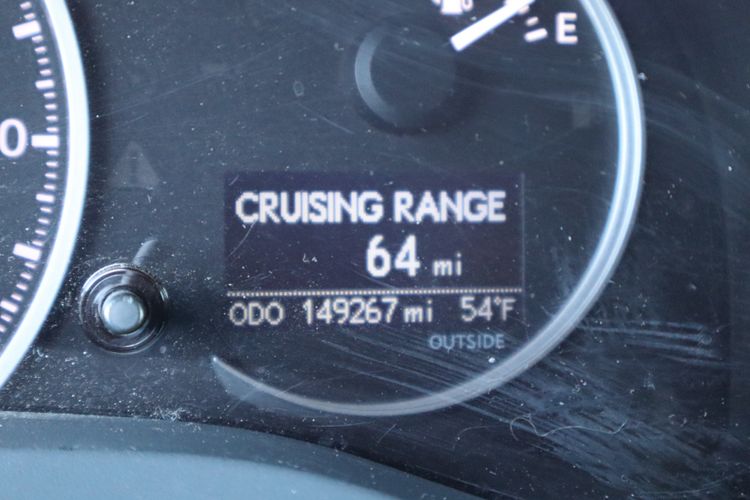 E
0
CRUISING RANGE
64 mi
ODO 149267 mi 54°F
OUTSIDE